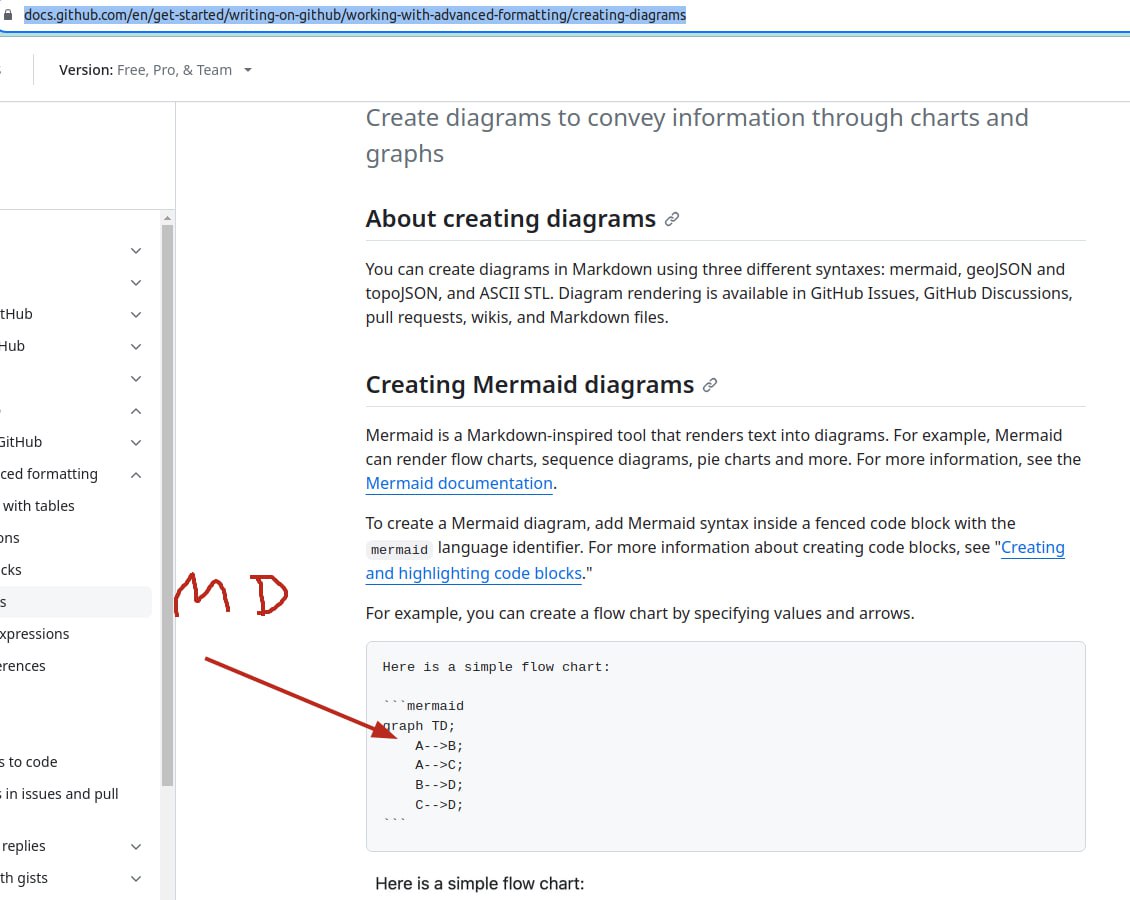 docs.github.com/en/get-started/writing-on-github/working-with-advanced-formatting/creating-diagrams
Version: Free, Pro, & Team
Create diagrams to convey information through charts and
graphs
About creating diagrams
You can create diagrams in Markdown using three different syntaxes: mermaid, geoJSON and
topoJSON, and ASCII STL. Diagram rendering is available in GitHub Issues, GitHub Discussions,
pull requests, wikis, and Markdown files.
tHub
Hub
GitHub
ced formatting
with tables
ons
cks
s
xpressions
erences
s to code
s in issues and pull
replies
th gists
Creating Mermaid diagrams
Mermaid is a Markdown-inspired tool that renders text into diagrams. For example, Mermaid
can render flow charts, sequence diagrams, pie charts and more. For more information, see the
Mermaid documentation.
To create a Mermaid diagram, add Mermaid syntax inside a fenced code block with the
mermaid language identifier. For more information about creating code blocks, see "Creating
and highlighting code blocks."
For example, you can create a flow chart by specifying values and arrows.
MD
Here is a simple flow chart:
```mermaid
graph TD;
    A-->B;
    A-->C;
    B-->D;
    C-->D;
```
Here is a simple flow chart: